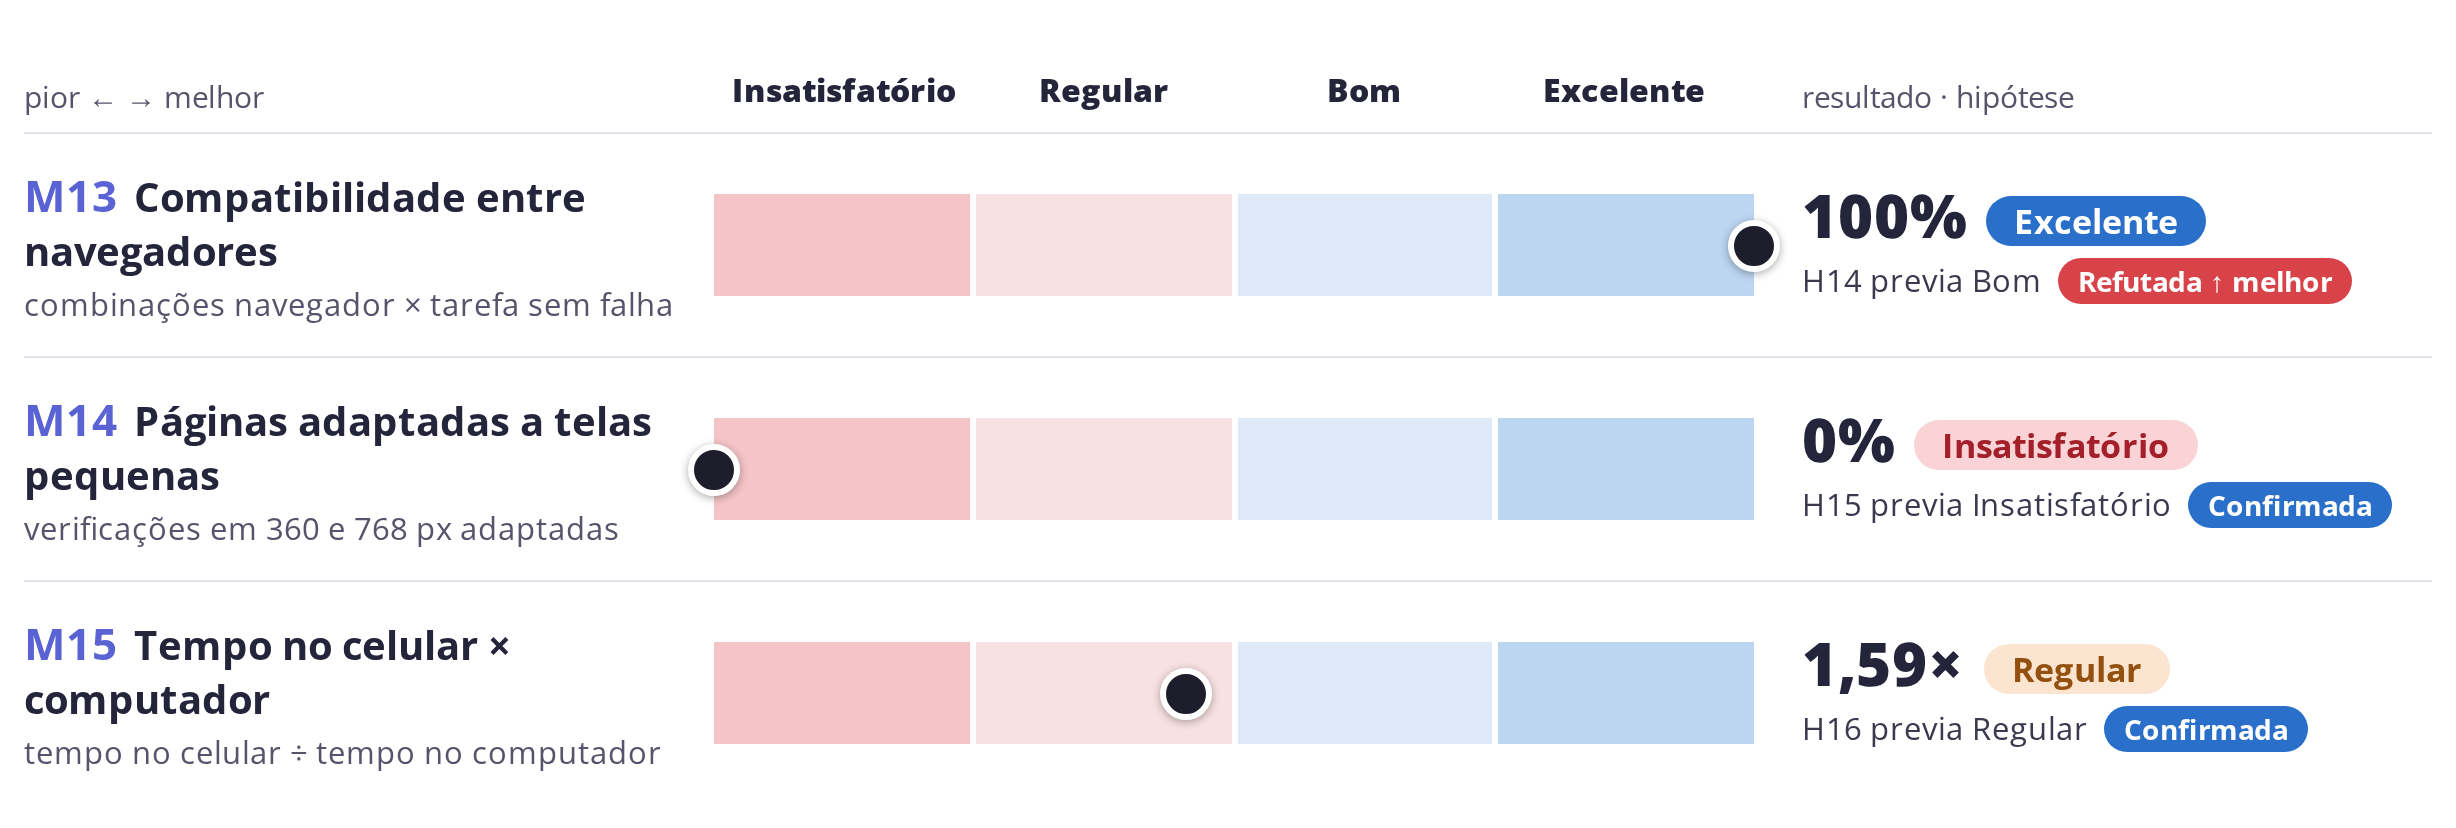 pior ← → melhor
Insatisfatório
Regular
Bom
Excelente
resultado · hipótese
M13 Compatibilidade entre
navegadores
combinações navegador × tarefa sem falha
100% Excelente
H14 previa Bom Refutada ↑ melhor
M14 Páginas adaptadas a telas
pequenas
verificações em 360 e 768 px adaptadas
0% Insatisfatório
H15 previa Insatisfatório Confirmada
M15 Tempo no celular ×
computador
tempo no celular ÷ tempo no computador
1,59× Regular
H16 previa Regular Confirmada